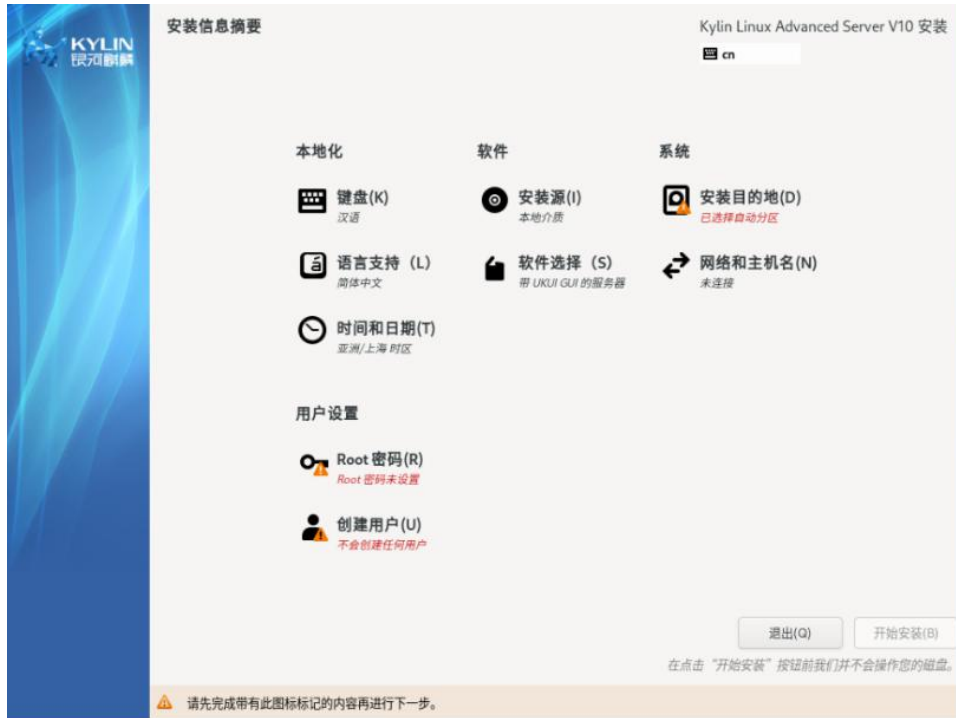 KYLIN
银河麒麟
安装信息摘要
Kylin Linux Advanced Server V10 安装
cn
本地化
软件
系统
键盘(K)
汉语
安装源(I)
本地介质
安装目的地(D)
已选择自动分区
语言支持（L）
简体中文
软件选择（S）
带 UKUI GUI 的服务器
网络和主机名(N)
未连接
时间和日期(T)
亚洲/上海 时区
用户设置
Root 密码(R)
Root 密码未设置
创建用户(U)
不会创建任何用户
退出(Q)
开始安装(B)
在点击“开始安装”按钮前我们并不会操作您的磁盘。
请先完成带有此图标标记的内容再进行下一步。